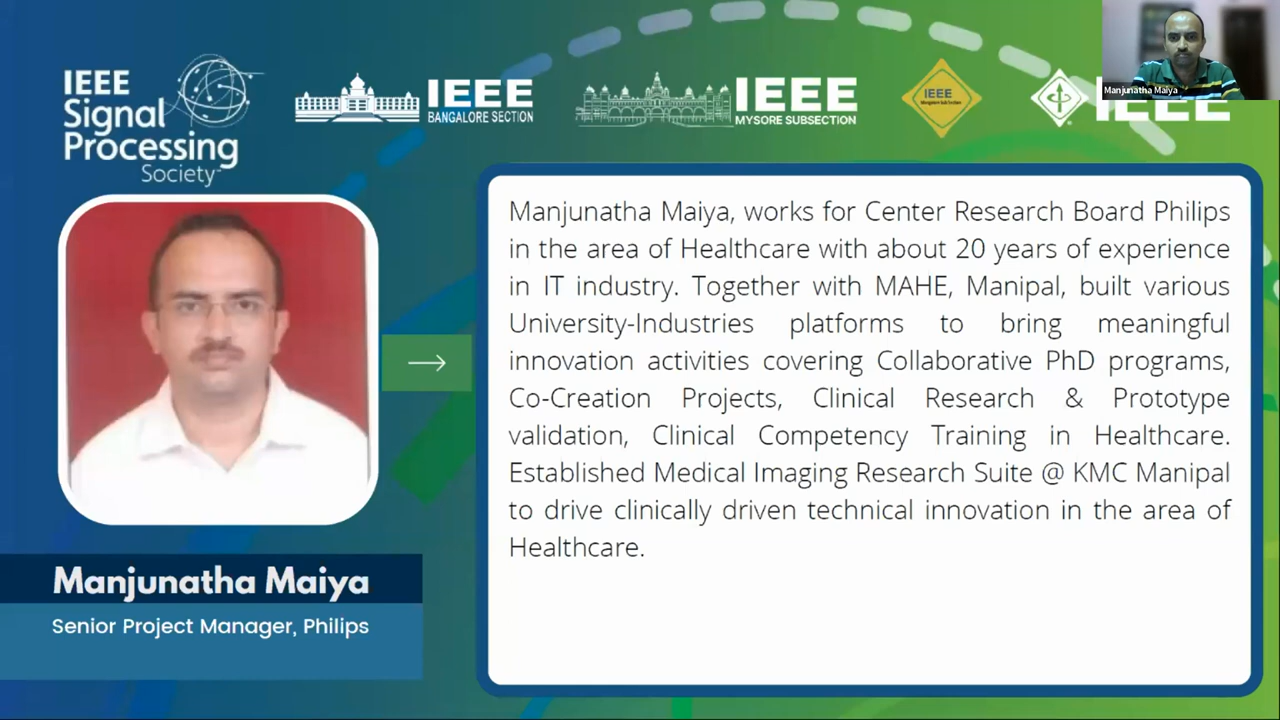 IEEE
Signal
Processing
Society
IEEE
BANGALORE SECTION
IEEE
MYSORE SUBSECTION
IEEE
IEEE
Manjunatha Maiya
Manjunatha Maiya, works for Center Research Board Philips
in the area of Healthcare with about 20 years of experience
in IT industry. Together with MAHE, Manipal, built various
University-Industries platforms to bring meaningful
innovation activities covering Collaborative PhD programs,
Co-Creation Projects, Clinical Research & Prototype
validation, Clinical Competency Training in Healthcare.
Established Medical Imaging Research Suite @ KMC Manipal
to drive clinically driven technical innovation in the area of
Healthcare.
Manjunatha Maiya
Senior Project Manager, Philips